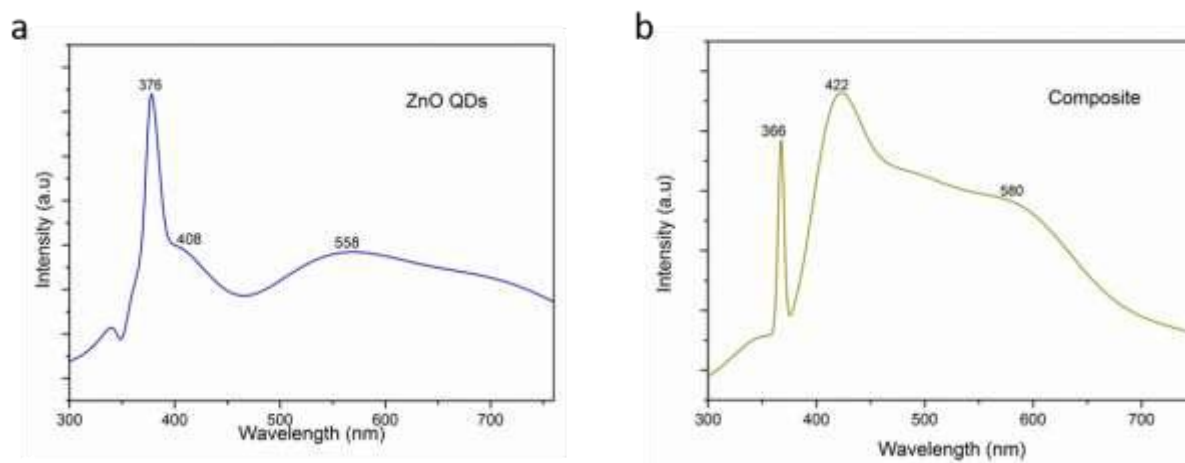 a
376
ZnO QDs
408
558
Intensity (a.u)
300
400
500
600
700
Wavelength (nm)
b
422
Composite
366
580
Intensity (a.u)
300
400
500
600
700
Wavelength (nm)